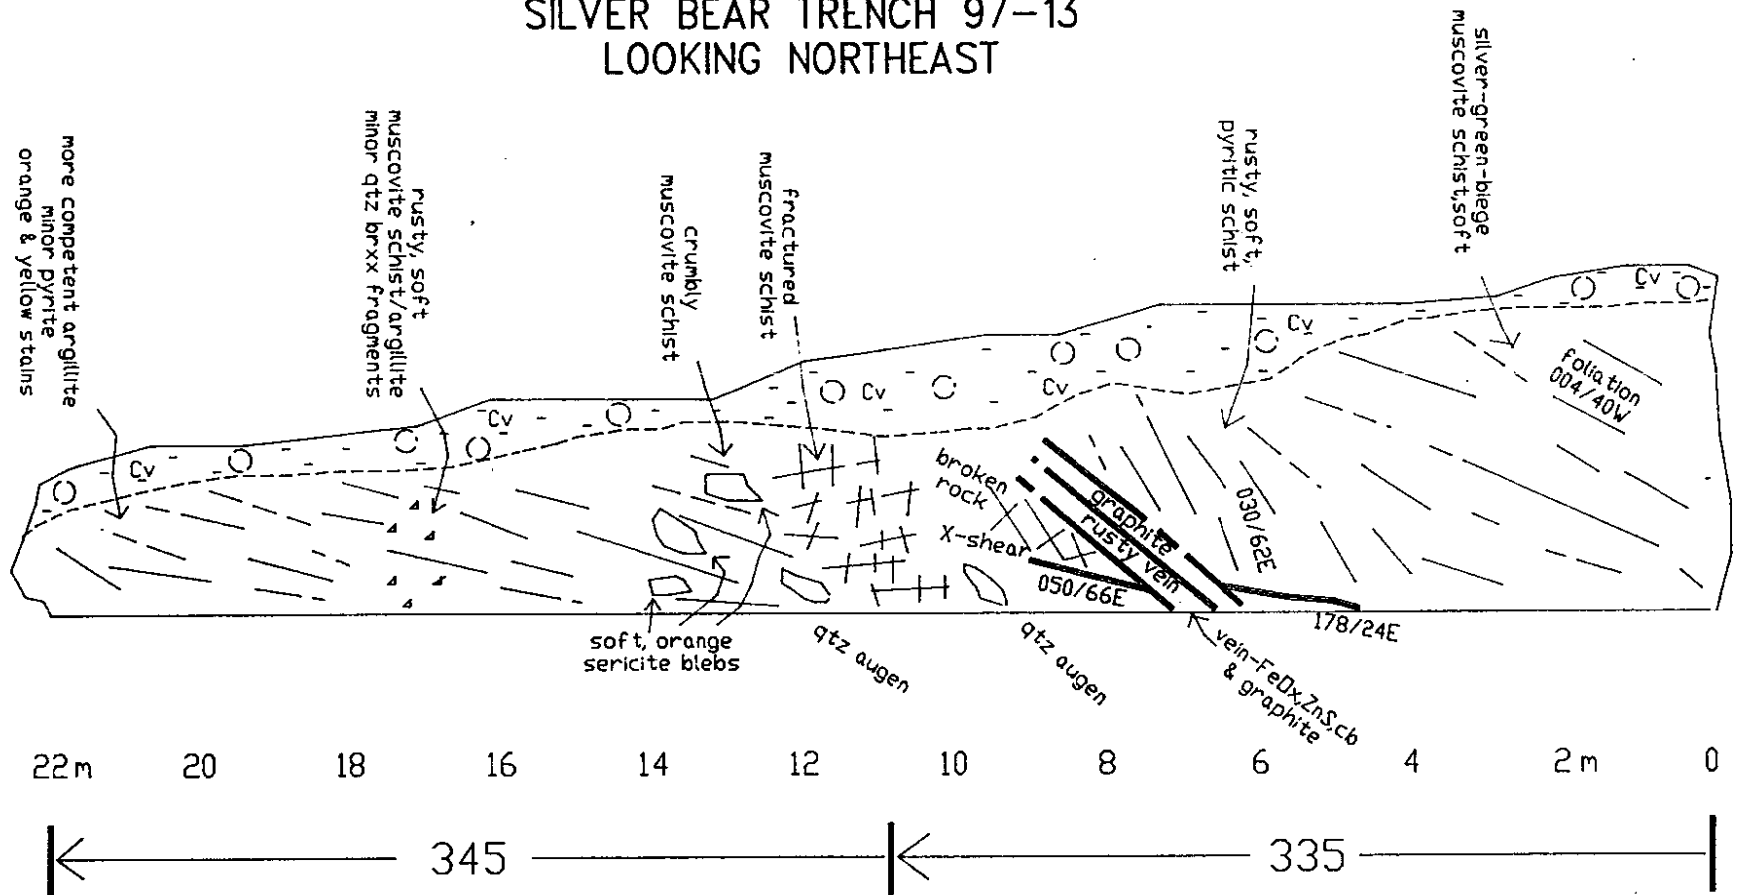 SILVER BEAR TRENCH 97-13
LOOKING NORTHEAST
more competent argillite
minor pyrite
orange & yellow stains
rusty, soft
muscovite schist/argillite
minor qtz brxx fragments
crumbly
muscovite schist
fractured
muscovite schist
rusty, soft,
pyritic schist
silver-green-biege
muscovite schist,soft
Cv
Cv
Cv
Cv
Cv
Cv
foliation
004/40W
broken
rock
X-shear
graphite
rusty vein
030/62E
050/66E
178/24E
soft, orange
sericite blebs
qtz augen
qtz augen
vein-FeOx,ZnS,cb
& graphite
22m 20 18 16 14 12 10 8 6 4 2m 0
345 335